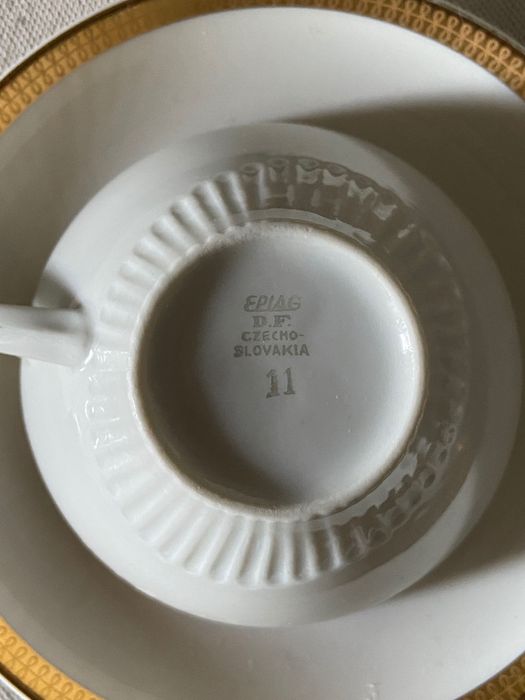 EPIAG
D.F.
CZECHO-
SLOVAKIA
11